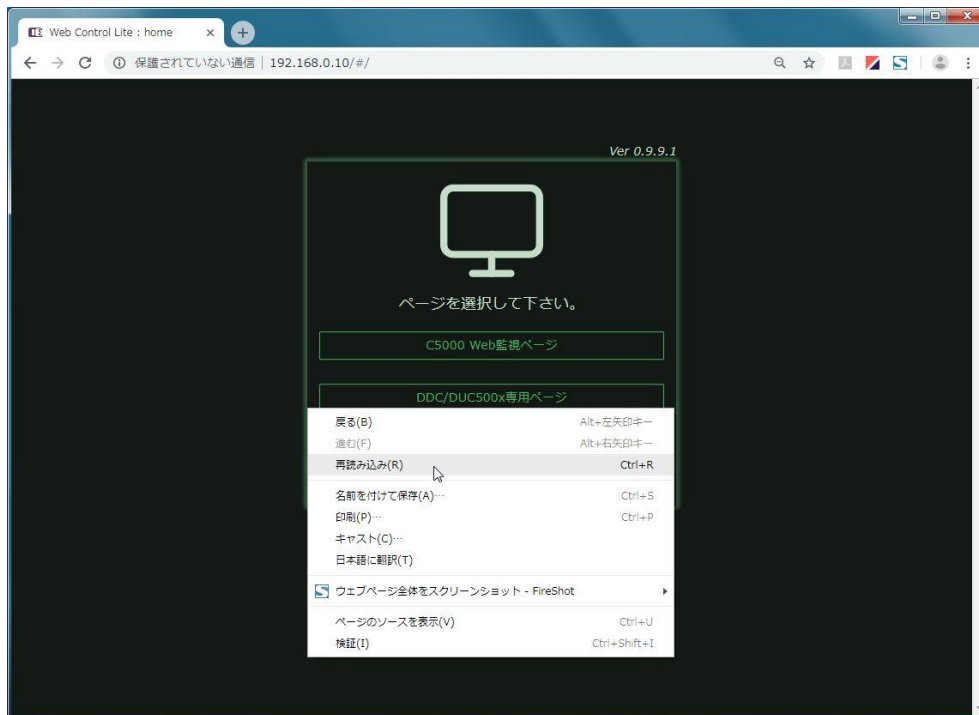 Web Control Lite : home
保護されていない通信 | 192.168.0.10/#/
Ver 0.9.9.1
ページを選択して下さい。
C5000 Web監視ページ
DDC/DUC500x専用ページ
戻る(B) Alt+左矢印キー
進む(F) Alt+右矢印キー
再読み込み(R) Ctrl+R
名前を付けて保存(A)… Ctrl+S
印刷(P)… Ctrl+P
キャスト(C)…
日本語に翻訳(T)
ウェブページ全体をスクリーンショット - FireShot
ページのソースを表示(V) Ctrl+U
検証(I) Ctrl+Shift+I